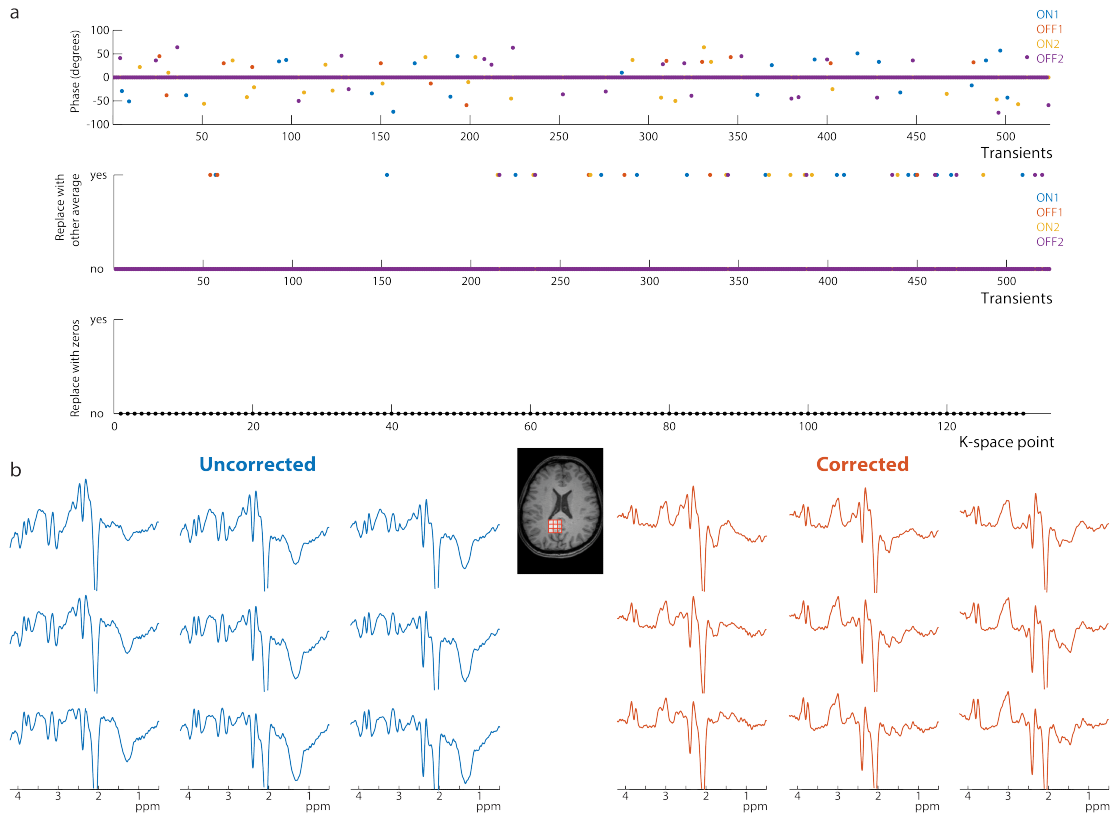 a
Phase (degrees)
100
50
0
-50
-100
50 100 150 200 250 300 350 400 450 500
Transients
ON1
OFF1
ON2
OFF2
Replace with
other average
yes
no
50 100 150 200 250 300 350 400 450 500
Transients
ON1
OFF1
ON2
OFF2
Replace with zeros
yes
no
0 20 40 60 80 100 120
K-space point
b
Uncorrected
Corrected
4 3 2 1
ppm
4 3 2 1
ppm
4 3 2 1
ppm
4 3 2 1
ppm
4 3 2 1
ppm
4 3 2 1
ppm